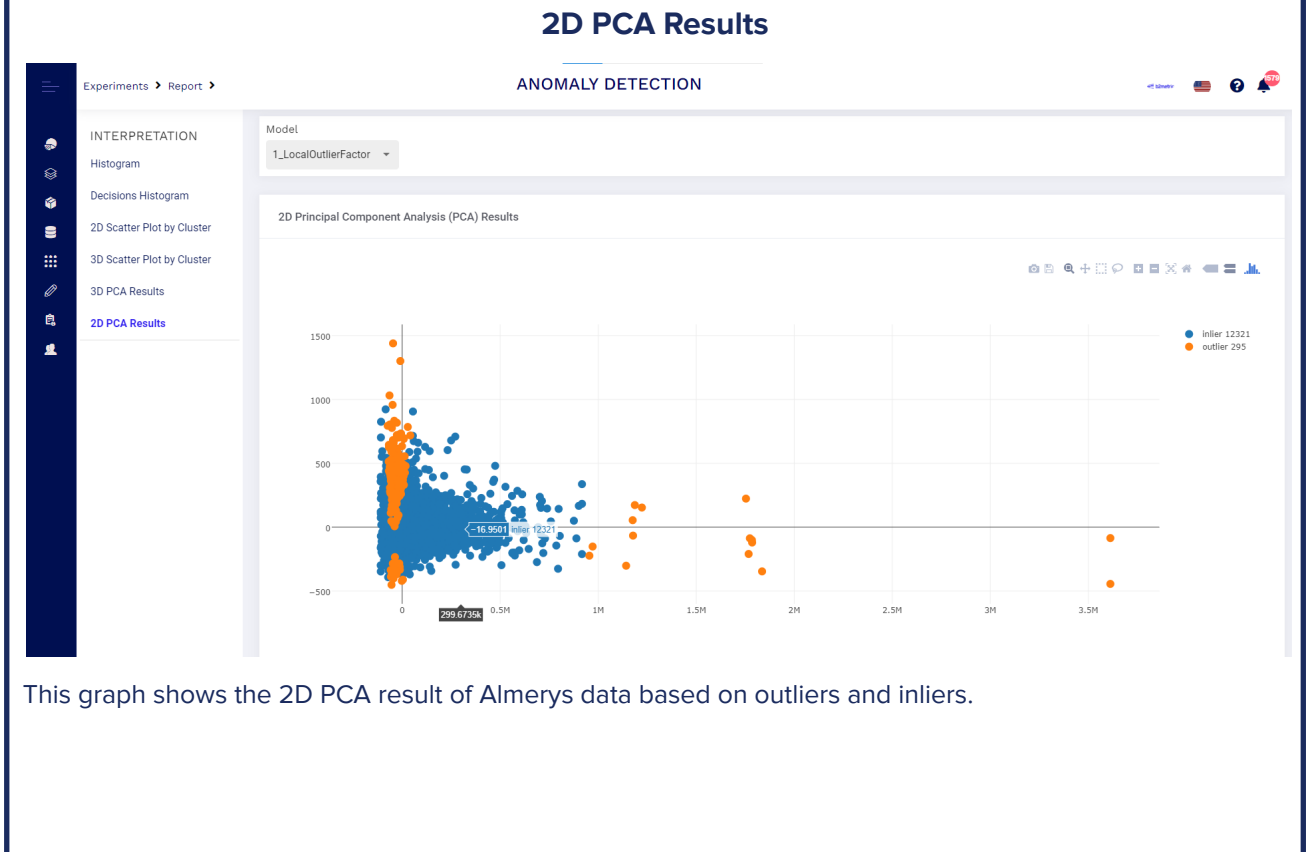 2D PCA Results
Experiments > Report >
ANOMALY DETECTION
1579
INTERPRETATION
Histogram
Decisions Histogram
2D Scatter Plot by Cluster
3D Scatter Plot by Cluster
3D PCA Results
2D PCA Results
Model
1_LocalOutlierFactor
2D Principal Component Analysis (PCA) Results
inlier 12321
outlier 295
1500
1000
500
0
−500
−16.9501 inlier 12321
0 0.5M 1M 1.5M 2M 2.5M 3M 3.5M
299.6735k
This graph shows the 2D PCA result of Almerys data based on outliers and inliers.